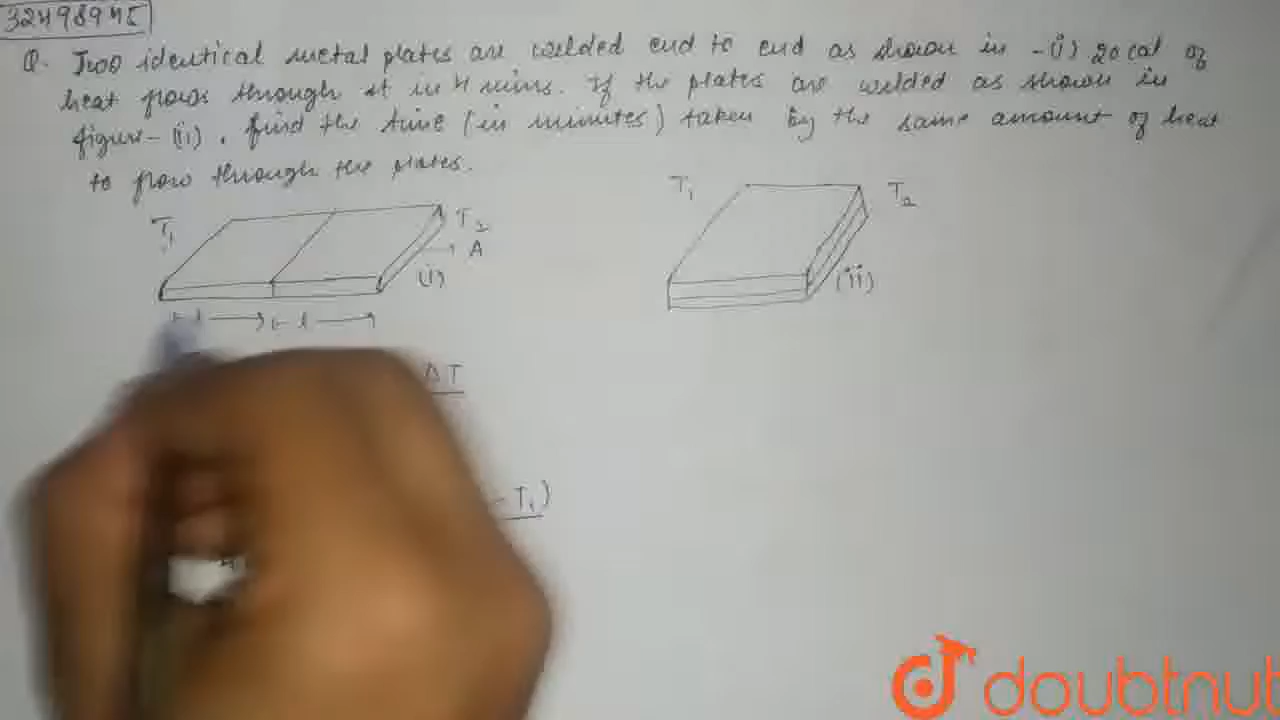 32498945
Q. Two identical metal plates are welded end to end as shown in -(i) 20 cal of
heat flows through it in 4 mins. If the plates are welded as shown in
figure-(ii). find the time (in minutes) taken by the same amount of heat
to flow through the plates.
T1 T2 T1 T2
A
(i) (ii)
l l
ΔT
- T1)
doubtnut